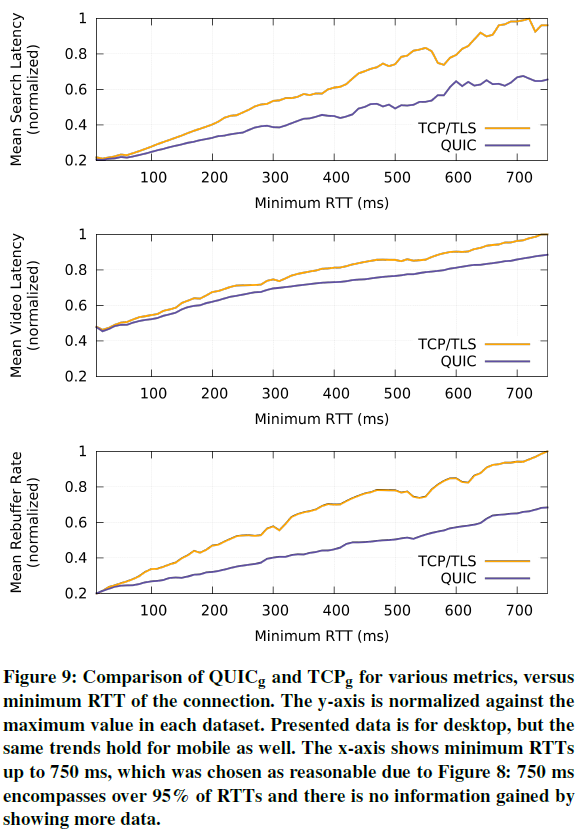 1
0.8
0.6
0.4
0.2
Mean Search Latency
(normalized)
TCP/TLS
QUIC
100 200 300 400 500 600 700
Minimum RTT (ms)
1
0.8
0.6
0.4
0.2
Mean Video Latency
(normalized)
TCP/TLS
QUIC
100 200 300 400 500 600 700
Minimum RTT (ms)
1
0.8
0.6
0.4
0.2
Mean Rebuffer Rate
(normalized)
TCP/TLS
QUIC
100 200 300 400 500 600 700
Minimum RTT (ms)
Figure 9: Comparison of QUICg and TCPg for various metrics, versus
minimum RTT of the connection. The y-axis is normalized against the
maximum value in each dataset. Presented data is for desktop, but the
same trends hold for mobile as well. The x-axis shows minimum RTTs
up to 750 ms, which was chosen as reasonable due to Figure 8: 750 ms
encompasses over 95% of RTTs and there is no information gained by
showing more data.